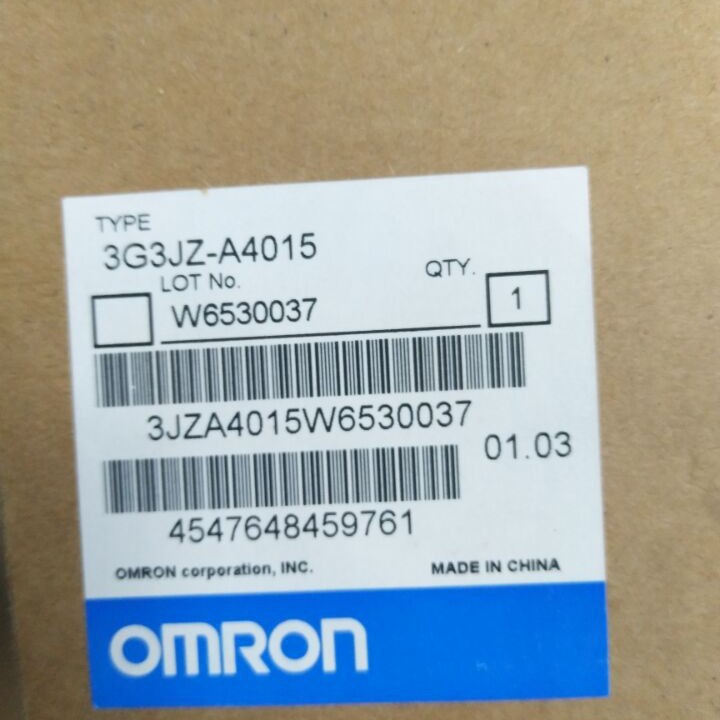 TYPE
3G3JZ-A4015
LOT No.
QTY.
W6530037
1
3JZA4015W6530037
01.03
4547648459761
OMRON corporation, INC.
MADE IN CHINA
OMRON